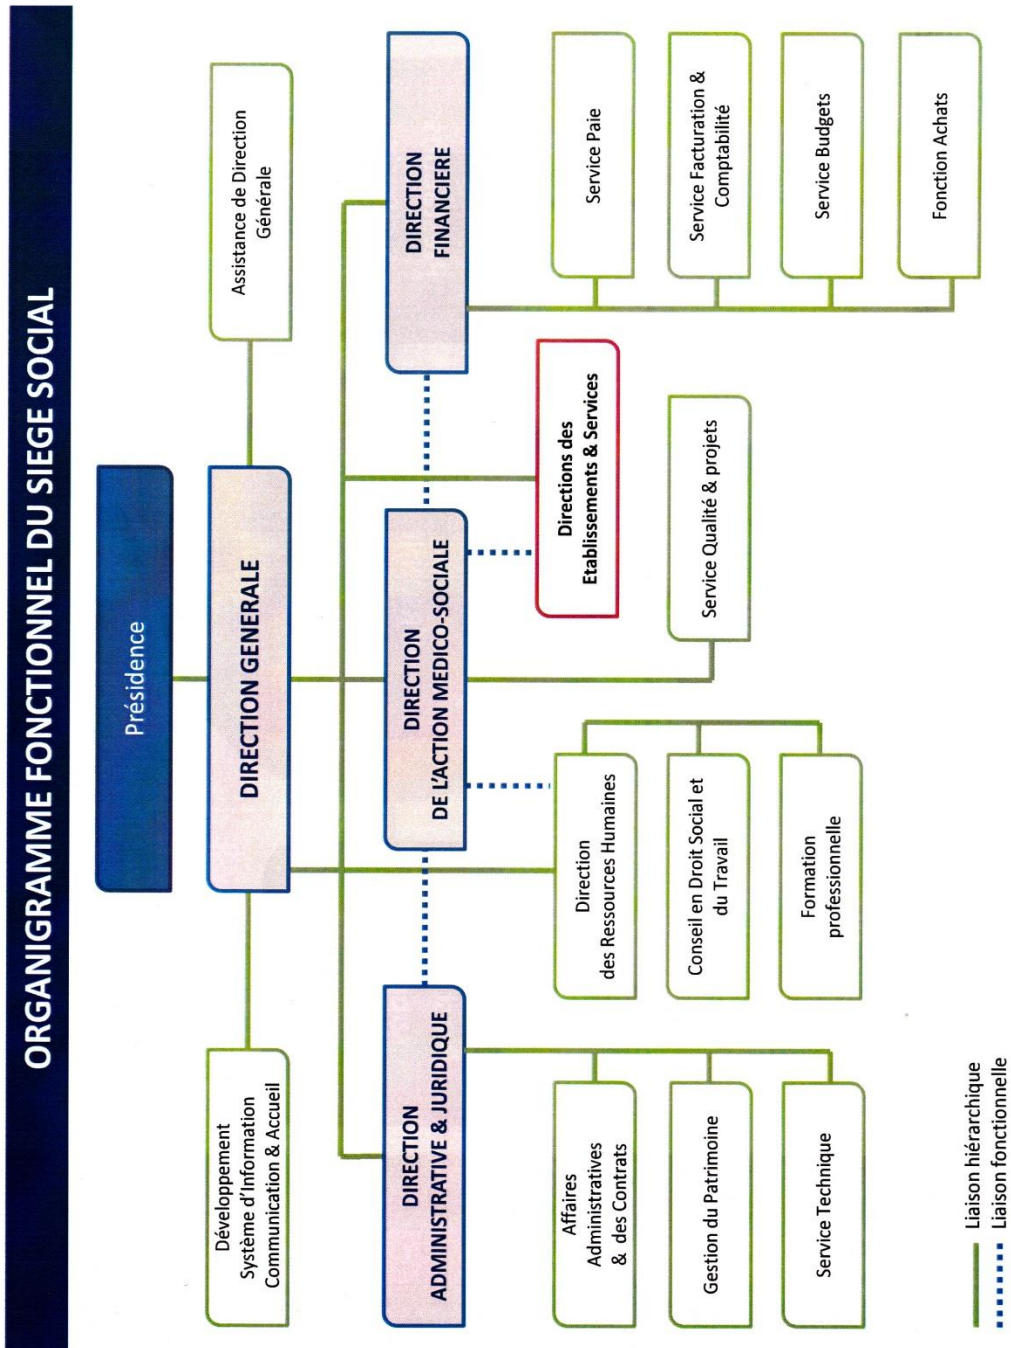 ORGANIGRAMME FONCTIONNEL DU SIEGE SOCIAL
Présidence
Développement
Système d'Information
Communication & Accueil
DIRECTION GENERALE
Assistance de Direction
Générale
DIRECTION
ADMINISTRATIVE & JURIDIQUE
DIRECTION
DE L'ACTION MEDICO-SOCIALE
DIRECTION
FINANCIERE
Affaires
Administratives
& des Contrats
Gestion du Patrimoine
Service Technique
Direction
des Ressources Humaines
Conseil en Droit Social et
du Travail
Formation
professionnelle
Directions des
Etablissements & Services
Service Qualité & projets
Service Paie
Service Facturation &
Comptabilité
Service Budgets
Fonction Achats
Liaison hiérarchique
Liaison fonctionnelle